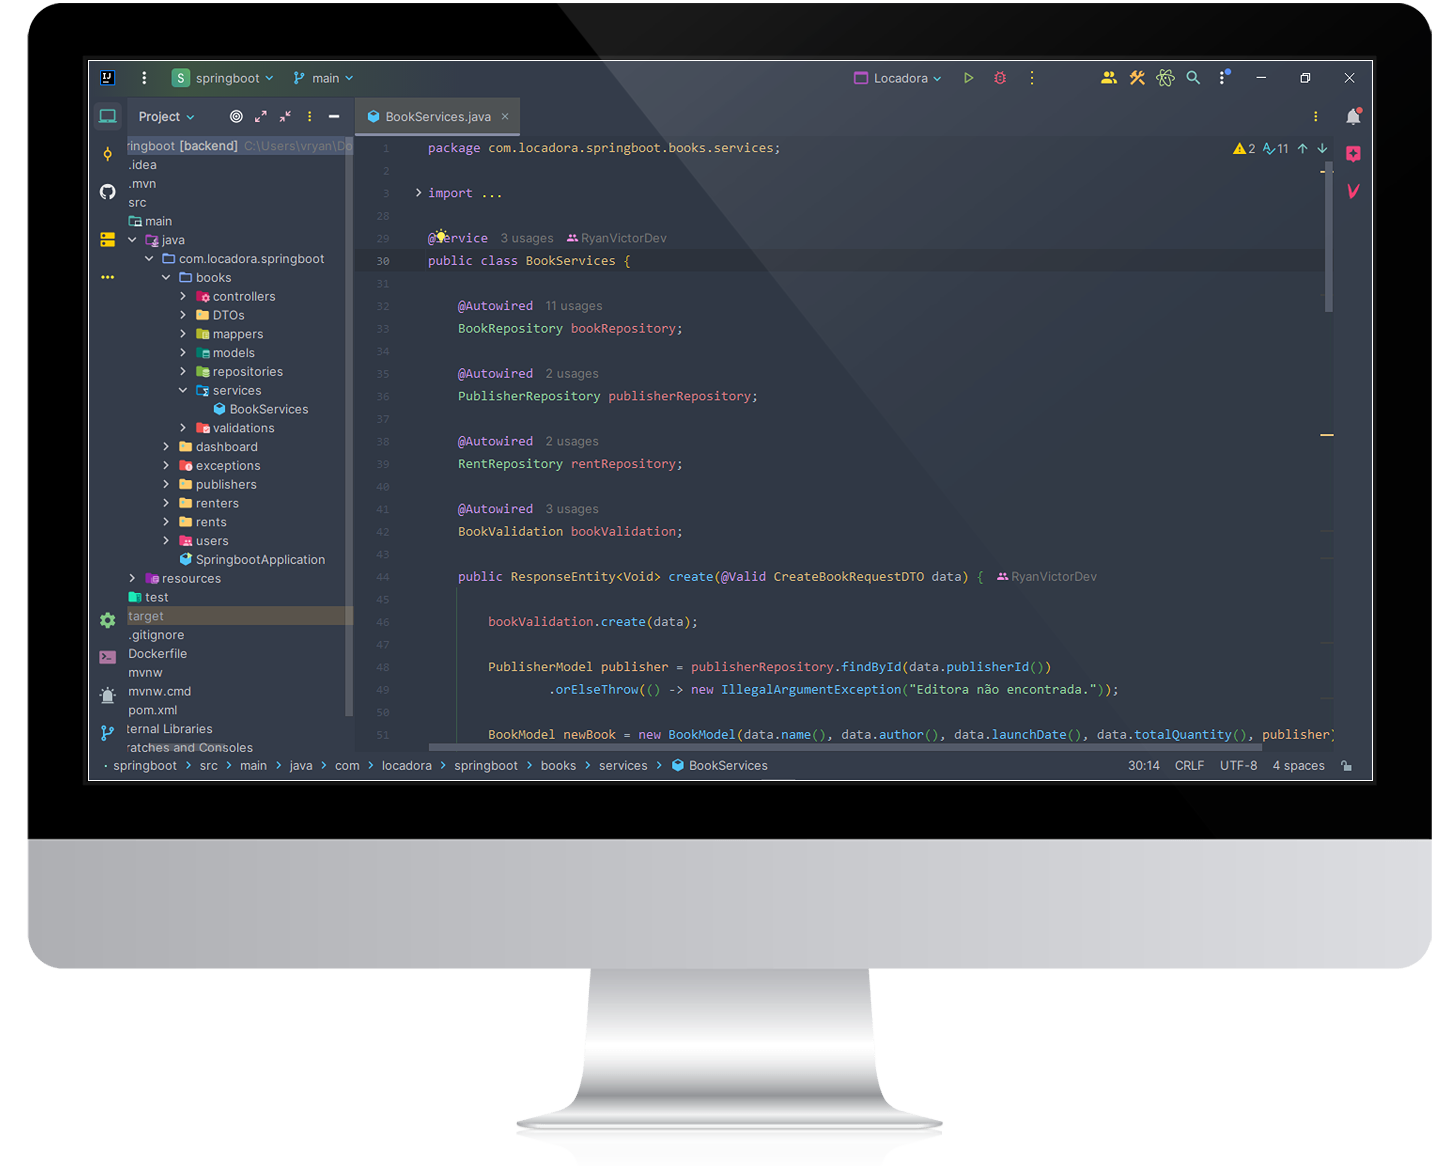 IJ S springboot main Locadora
Project BookServices.java
ringboot [backend] C:\Users\vryan\Do
.idea
.mvn
src
main
java
com.locadora.springboot
books
controllers
DTOs
mappers
models
repositories
services
BookServices
validations
dashboard
exceptions
publishers
renters
rents
users
SpringbootApplication
resources
test
target
.gitignore
Dockerfile
mvnw
mvnw.cmd
pom.xml
ternal Libraries
ratches and Consoles
2 11
1 package com.locadora.springboot.books.services;
2
3 import ...
28
29 @Service 3 usages RyanVictorDev
30 public class BookServices {
31
32 @Autowired 11 usages
33 BookRepository bookRepository;
34
35 @Autowired 2 usages
36 PublisherRepository publisherRepository;
37
38 @Autowired 2 usages
39 RentRepository rentRepository;
40
41 @Autowired 3 usages
42 BookValidation bookValidation;
43
44 public ResponseEntity<Void> create(@Valid CreateBookRequestDTO data) { RyanVictorDev
45
46 bookValidation.create(data);
47
48 PublisherModel publisher = publisherRepository.findById(data.publisherId())
49 .orElseThrow(() -> new IllegalArgumentException("Editora não encontrada."));
50
51 BookModel newBook = new BookModel(data.name(), data.author(), data.launchDate(), data.totalQuantity(), publisher)
springboot > src > main > java > com > locadora > springboot > books > services > BookServices 30:14 CRLF UTF-8 4 spaces